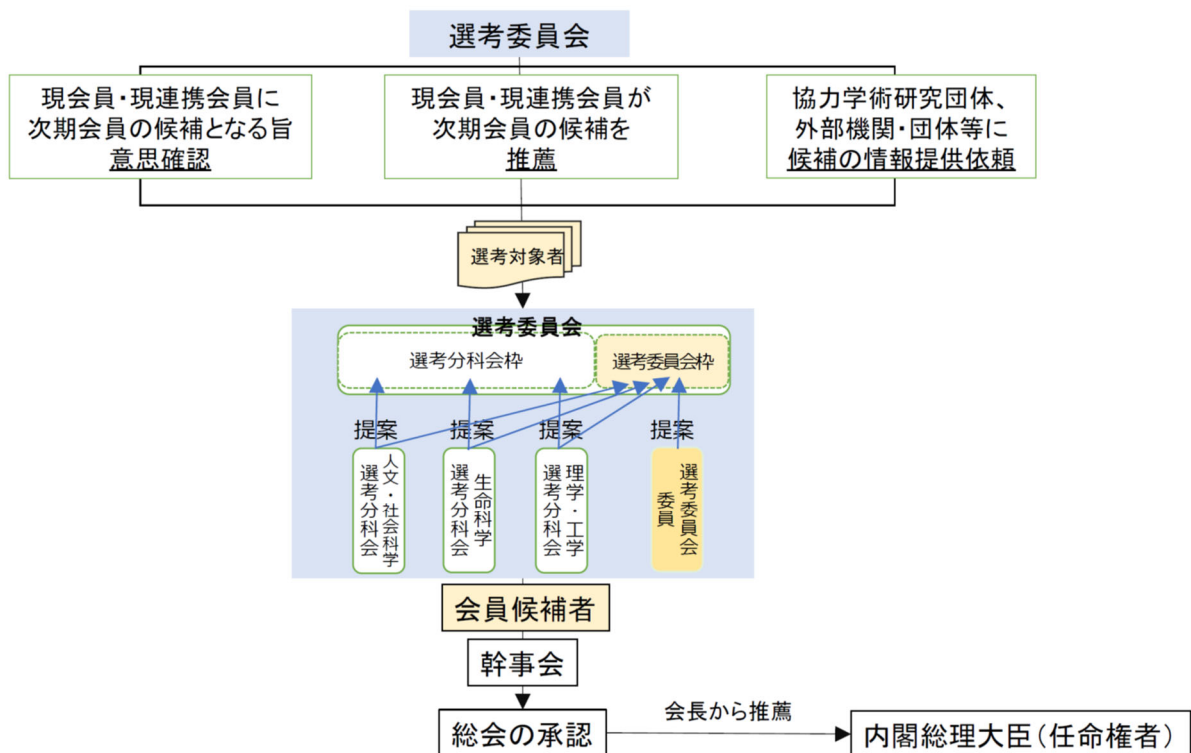 選考委員会
現会員・現連携会員に
次期会員の候補となる旨
意思確認
現会員・現連携会員が
次期会員の候補を
推薦
協力学術研究団体、
外部機関・団体等に
候補の情報提供依頼
選考対象者
選考委員会
選考分科会枠
選考委員会枠
提案
提案
提案
提案
人文・社会科学
選考分科会
生命科学
選考分科会
理学・工学
選考分科会
選考委員会
委員
会員候補者
幹事会
総会の承認
会長から推薦
内閣総理大臣（任命権者）